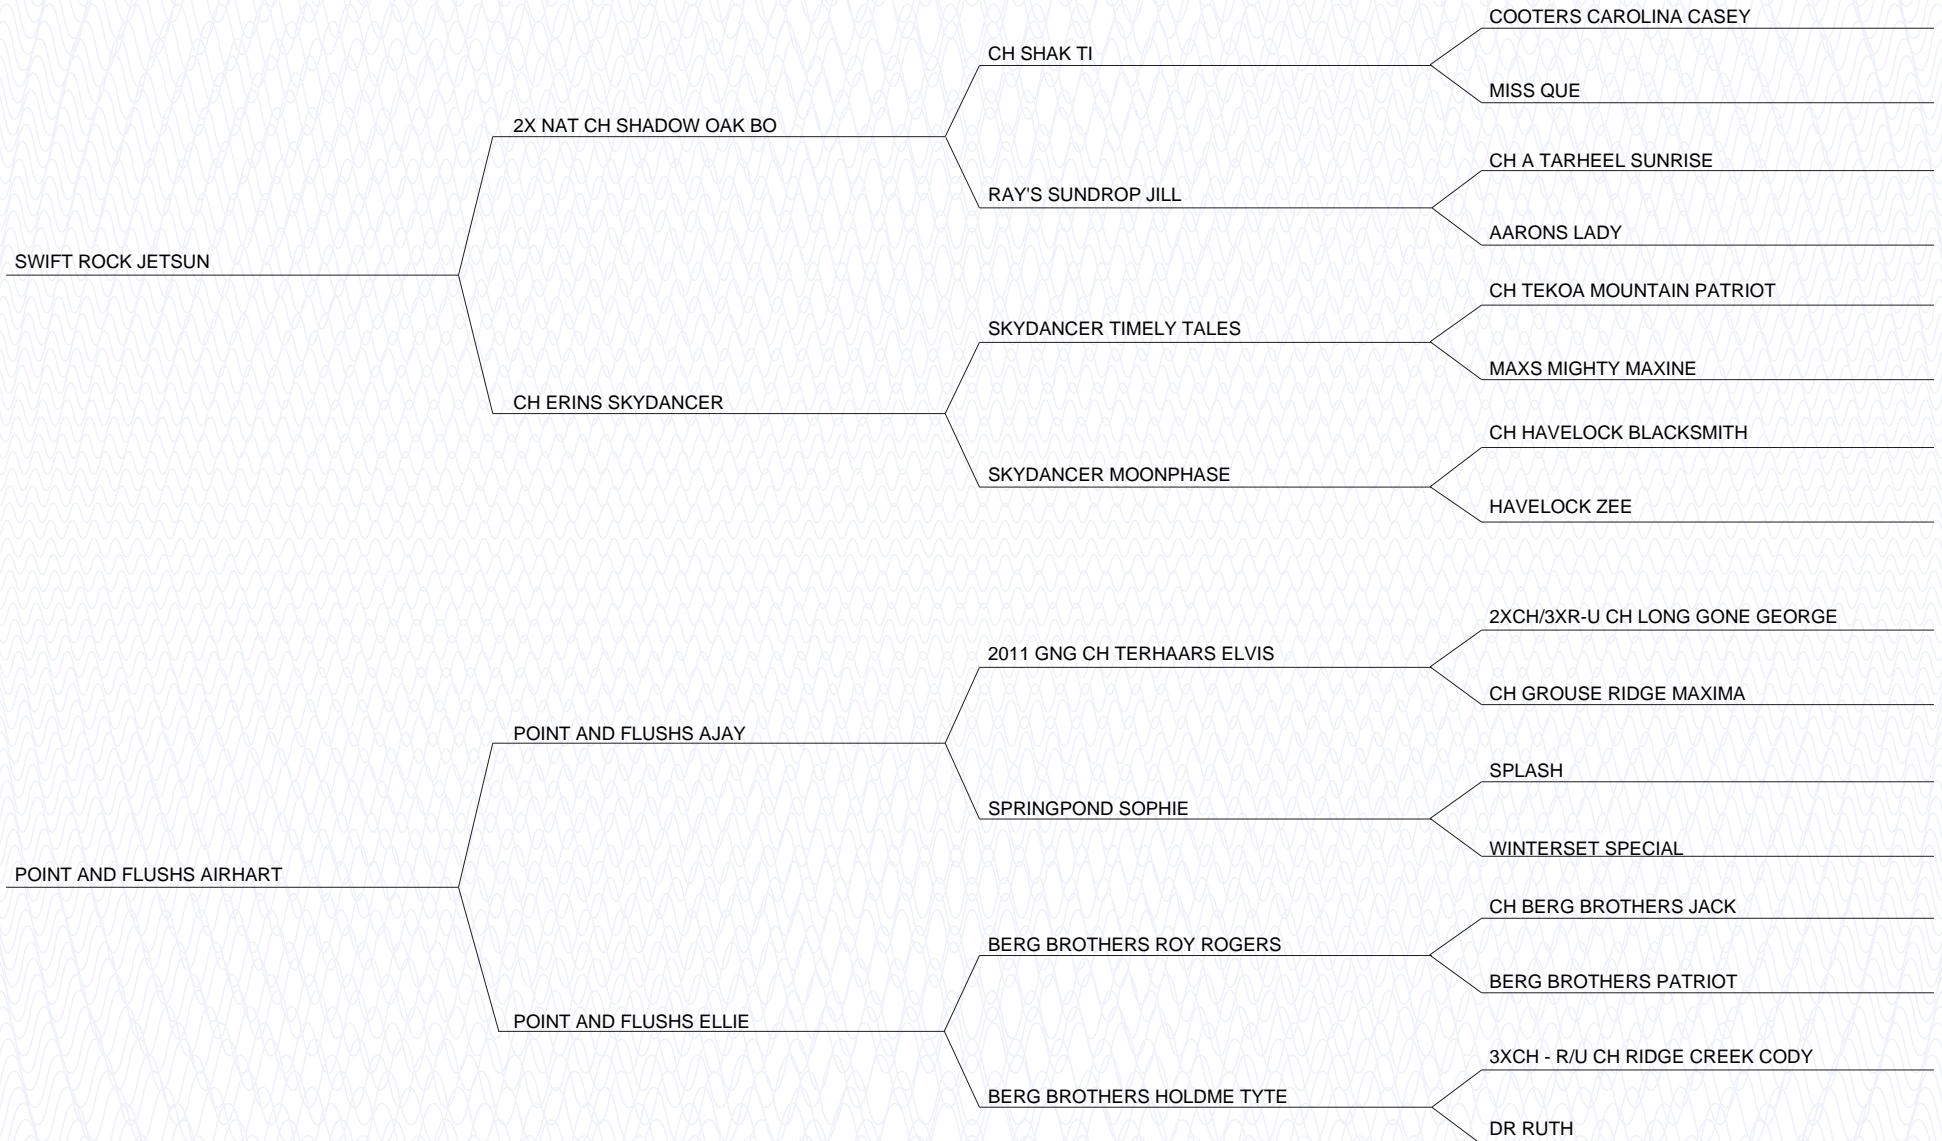 COOTERS CAROLINA CASEY
CH SHAK TI
MISS QUE
2X NAT CH SHADOW OAK BO
CH A TARHEEL SUNRISE
RAY'S SUNDROP JILL
AARONS LADY
SWIFT ROCK JETSUN
CH TEKOA MOUNTAIN PATRIOT
SKYDANCER TIMELY TALES
MAXS MIGHTY MAXINE
CH ERINS SKYDANCER
CH HAVELOCK BLACKSMITH
SKYDANCER MOONPHASE
HAVELOCK ZEE
2XCH/3XR-U CH LONG GONE GEORGE
2011 GNG CH TERHAARS ELVIS
CH GROUSE RIDGE MAXIMA
POINT AND FLUSHS AJAY
SPLASH
SPRINGPOND SOPHIE
WINTERSET SPECIAL
POINT AND FLUSHS AIRHART
CH BERG BROTHERS JACK
BERG BROTHERS ROY ROGERS
BERG BROTHERS PATRIOT
POINT AND FLUSHS ELLIE
3XCH - R/U CH RIDGE CREEK CODY
BERG BROTHERS HOLDME TYTE
DR RUTH